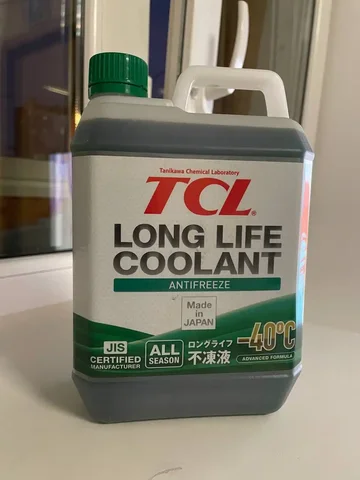 Tanikawa Chemical Laboratory
TCL®
LONG LIFE
COOLANT
ANTIFREEZE
Made
in
JAPAN
JIS
CERTIFIED
MANUFACTURER
ALL
SEASON
ロングライフ
不凍液
-40°C
ADVANCED FORMULA